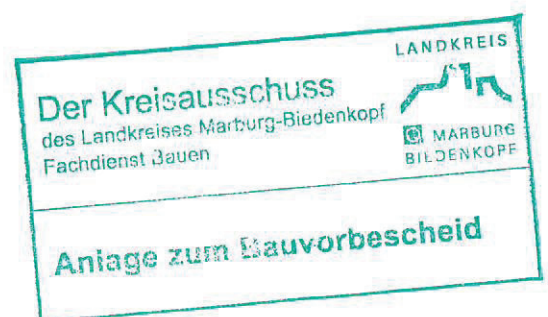 Der Kreisausschuss
des Landkreises Marburg-Biedenkopf
Fachdienst Bauen
LANDKREIS
MARBURG
BIEDENKOPF
Anlage zum Bauvorbescheid